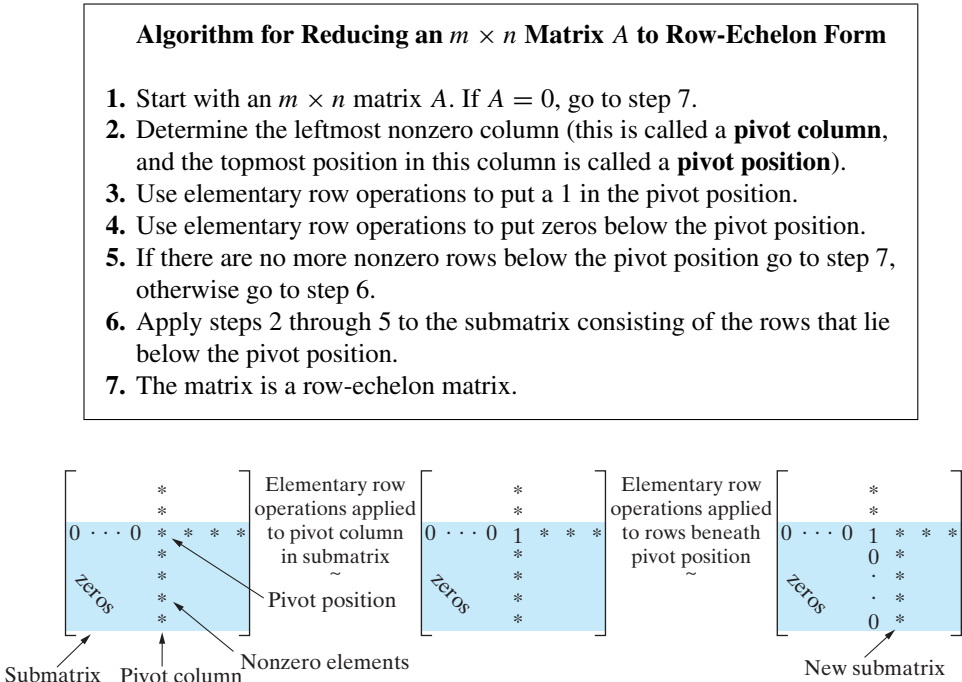 Algorithm for Reducing an m × n Matrix A to Row-Echelon Form
1. Start with an m × n matrix A. If A = 0, go to step 7.
2. Determine the leftmost nonzero column (this is called a pivot column,
and the topmost position in this column is called a pivot position).
3. Use elementary row operations to put a 1 in the pivot position.
4. Use elementary row operations to put zeros below the pivot position.
5. If there are no more nonzero rows below the pivot position go to step 7,
otherwise go to step 6.
6. Apply steps 2 through 5 to the submatrix consisting of the rows that lie
below the pivot position.
7. The matrix is a row-echelon matrix.
*
*
0 · · · 0 * * * *
*
*
*
*
zeros
Submatrix
Pivot column
Nonzero elements
Pivot position
Elementary row
operations applied
to pivot column
in submatrix
~
*
*
0 · · · 0 1 * * *
*
*
*
*
zeros
Elementary row
operations applied
to rows beneath
pivot position
~
*
*
0 · · · 0 1 * * *
0 *
· *
· *
0 *
zeros
New submatrix